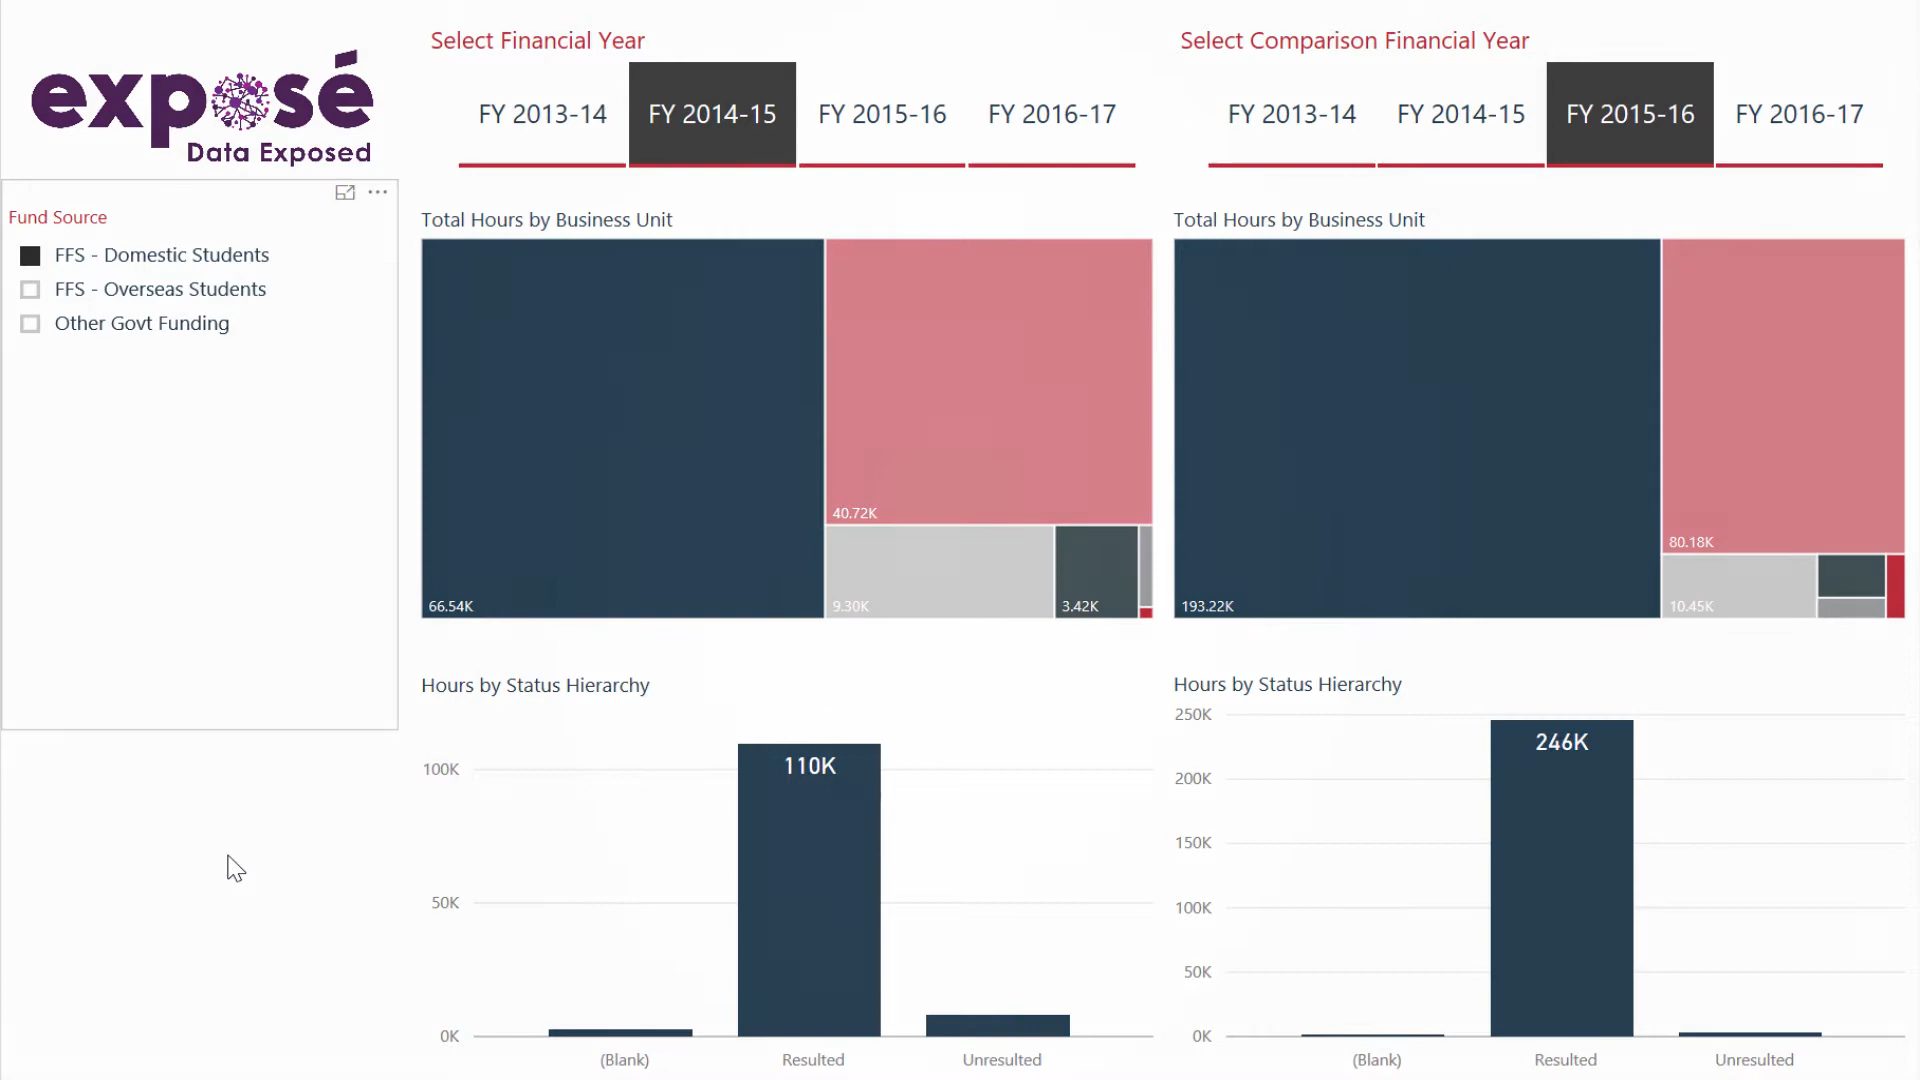 exposé
Data Exposed
Fund Source
FFS - Domestic Students
FFS - Overseas Students
Other Govt Funding
Select Financial Year
FY 2013-14
FY 2014-15
FY 2015-16
FY 2016-17
Total Hours by Business Unit
66.54K
40.72K
9.30K
3.42K
Hours by Status Hierarchy
100K
50K
0K
110K
(Blank)
Resulted
Unresulted
Select Comparison Financial Year
FY 2013-14
FY 2014-15
FY 2015-16
FY 2016-17
Total Hours by Business Unit
193.22K
80.18K
10.45K
Hours by Status Hierarchy
250K
200K
150K
100K
50K
0K
246K
(Blank)
Resulted
Unresulted